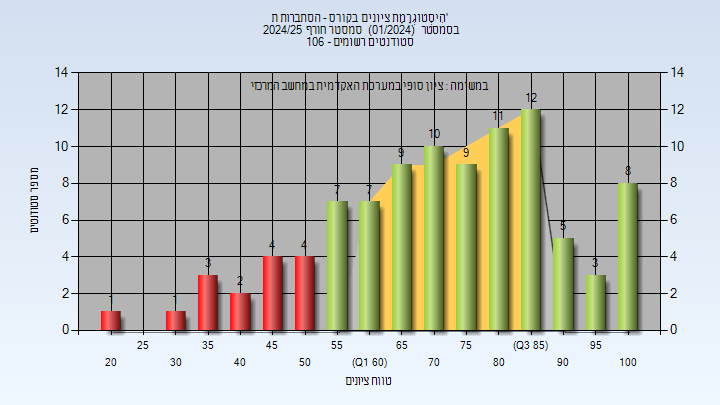 היסטוגרמת ציונים בקורס - הסתברות ת'
בסמסטר (01/2024) סמסטר חורף 2024/25
סטודנטים רשומים - 106
במשימה : ציון סופי במערכת האקדמית במחשב המרכזי
מספר סטודנטים
14 14
12 12
10 10
8 8
6 6
4 4
2 2
0 0
1 1 3 2 4 4 7 7 9 10 9 11 12 5 3 8
25 35 45 55 65 75 (Q3 85) 95
20 30 40 50 (Q1 60) 70 80 90 100
טווח ציונים